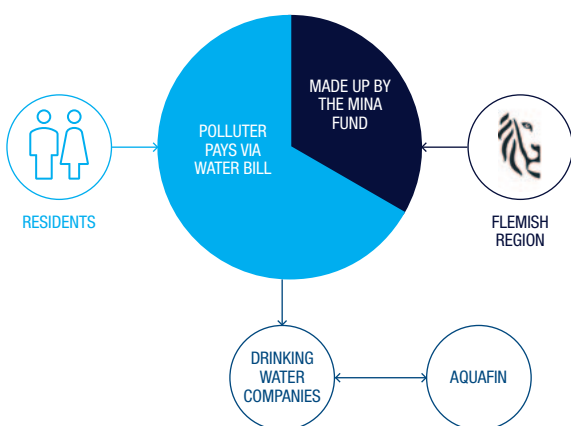 MADE UP BY
THE MINA
FUND
POLLUTER
PAYS VIA
WATER BILL
RESIDENTS
FLEMISH
REGION
DRINKING
WATER
COMPANIES
AQUAFIN